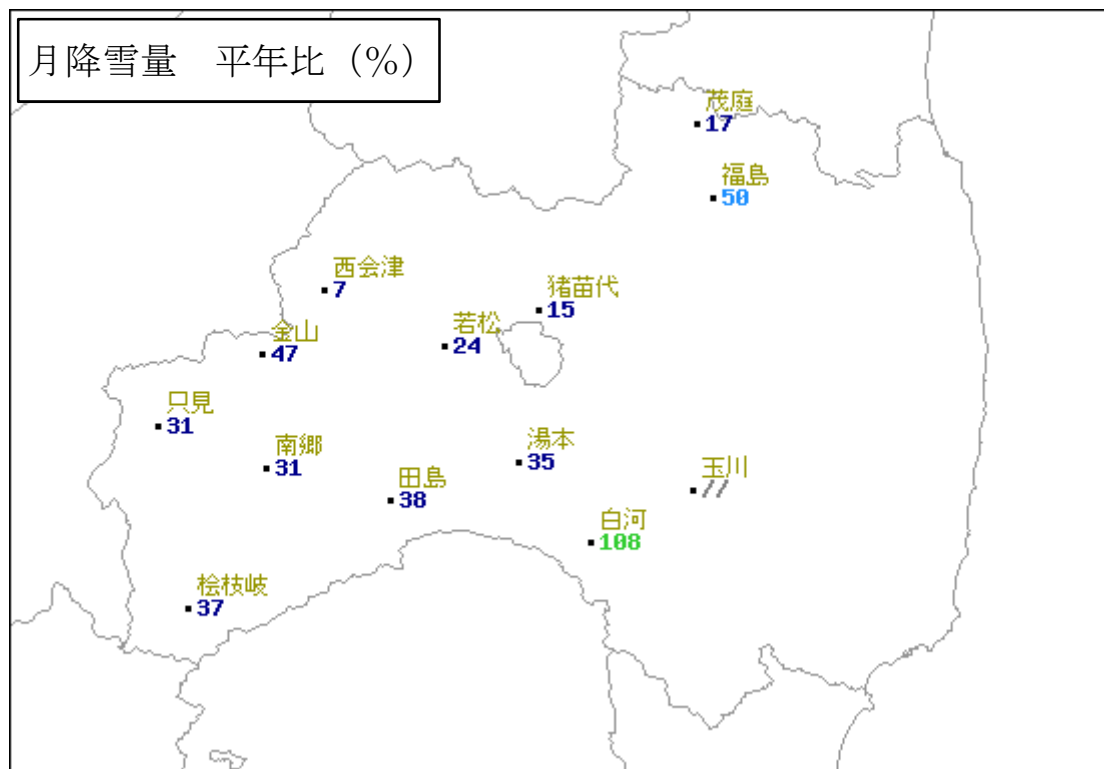 月降雪量　平年比（％）
茂庭
17
福島
50
西会津
7
猪苗代
15
若松
24
金山
47
只見
31
南郷
31
湯本
35
田島
38
玉川
//
白河
108
桧枝岐
37